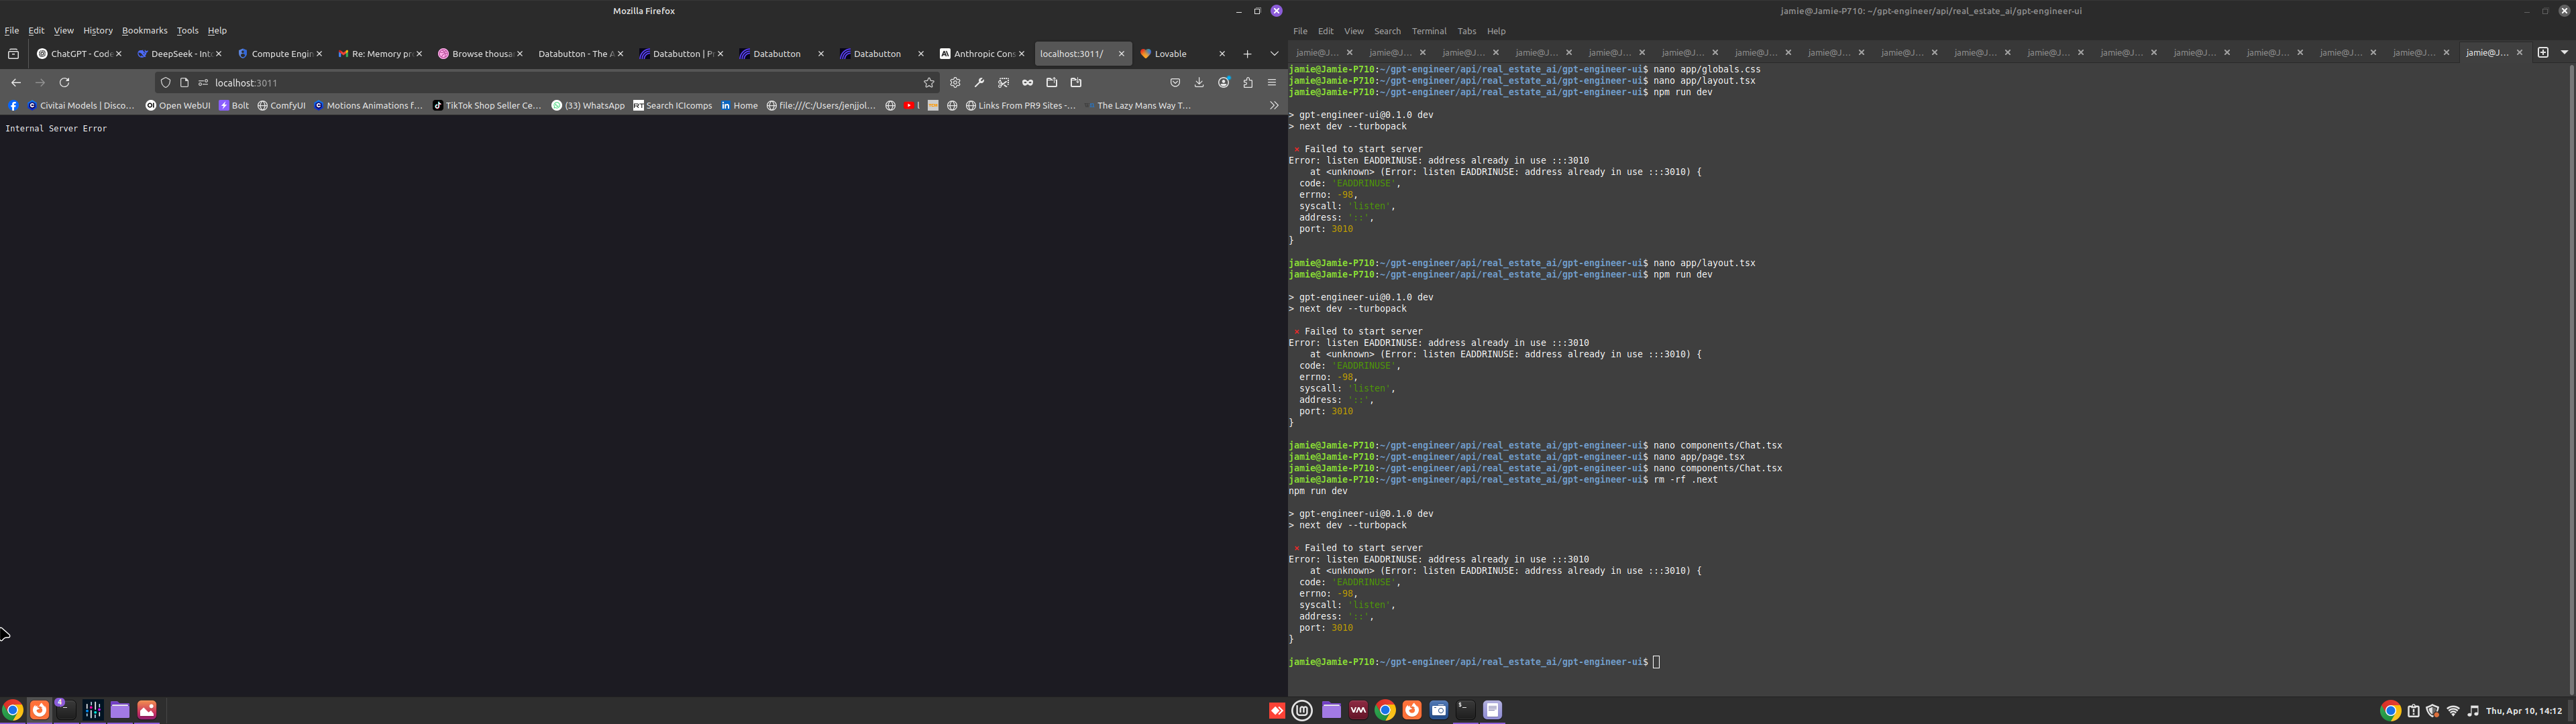 Mozilla Firefox
File Edit View History Bookmarks Tools Help
ChatGPT - Code
DeepSeek - Int
Compute Engin
Re: Memory pr
Browse thousa
Databutton - The A
Databutton | P
Databutton
Databutton
Anthropic Cons
localhost:3011/
Lovable
localhost:3011
Civitai Models | Disco…
Open WebUI
Bolt
ComfyUI
Motions Animations f…
TikTok Shop Seller Ce…
(33) WhatsApp
Search ICIcomps
Home
file:///C:/Users/jenjjol…
Links From PR9 Sites -…
The Lazy Mans Way T…
Internal Server Error
jamie@Jamie-P710: ~/gpt-engineer/api/real_estate_ai/gpt-engineer-ui
File Edit View Search Terminal Tabs Help
jamie@J… jamie@J… jamie@J… jamie@J… jamie@J… jamie@J… jamie@J… jamie@J… jamie@J… jamie@J… jamie@J… jamie@J… jamie@J… jamie@J… jamie@J… jamie@J… jamie@J…
jamie@Jamie-P710:~/gpt-engineer/api/real_estate_ai/gpt-engineer-ui$ nano app/globals.css
jamie@Jamie-P710:~/gpt-engineer/api/real_estate_ai/gpt-engineer-ui$ nano app/layout.tsx
jamie@Jamie-P710:~/gpt-engineer/api/real_estate_ai/gpt-engineer-ui$ npm run dev
> gpt-engineer-ui@0.1.0 dev
> next dev --turbopack
⨯ Failed to start server
Error: listen EADDRINUSE: address already in use :::3010
at <unknown> (Error: listen EADDRINUSE: address already in use :::3010) {
code: 'EADDRINUSE',
errno: -98,
syscall: 'listen',
address: '::',
port: 3010
}
jamie@Jamie-P710:~/gpt-engineer/api/real_estate_ai/gpt-engineer-ui$ nano app/layout.tsx
jamie@Jamie-P710:~/gpt-engineer/api/real_estate_ai/gpt-engineer-ui$ npm run dev
> gpt-engineer-ui@0.1.0 dev
> next dev --turbopack
⨯ Failed to start server
Error: listen EADDRINUSE: address already in use :::3010
at <unknown> (Error: listen EADDRINUSE: address already in use :::3010) {
code: 'EADDRINUSE',
errno: -98,
syscall: 'listen',
address: '::',
port: 3010
}
jamie@Jamie-P710:~/gpt-engineer/api/real_estate_ai/gpt-engineer-ui$ nano components/Chat.tsx
jamie@Jamie-P710:~/gpt-engineer/api/real_estate_ai/gpt-engineer-ui$ nano app/page.tsx
jamie@Jamie-P710:~/gpt-engineer/api/real_estate_ai/gpt-engineer-ui$ nano components/Chat.tsx
jamie@Jamie-P710:~/gpt-engineer/api/real_estate_ai/gpt-engineer-ui$ rm -rf .next
npm run dev
> gpt-engineer-ui@0.1.0 dev
> next dev --turbopack
⨯ Failed to start server
Error: listen EADDRINUSE: address already in use :::3010
at <unknown> (Error: listen EADDRINUSE: address already in use :::3010) {
code: 'EADDRINUSE',
errno: -98,
syscall: 'listen',
address: '::',
port: 3010
}
jamie@Jamie-P710:~/gpt-engineer/api/real_estate_ai/gpt-engineer-ui$
Thu, Apr 10, 14:12